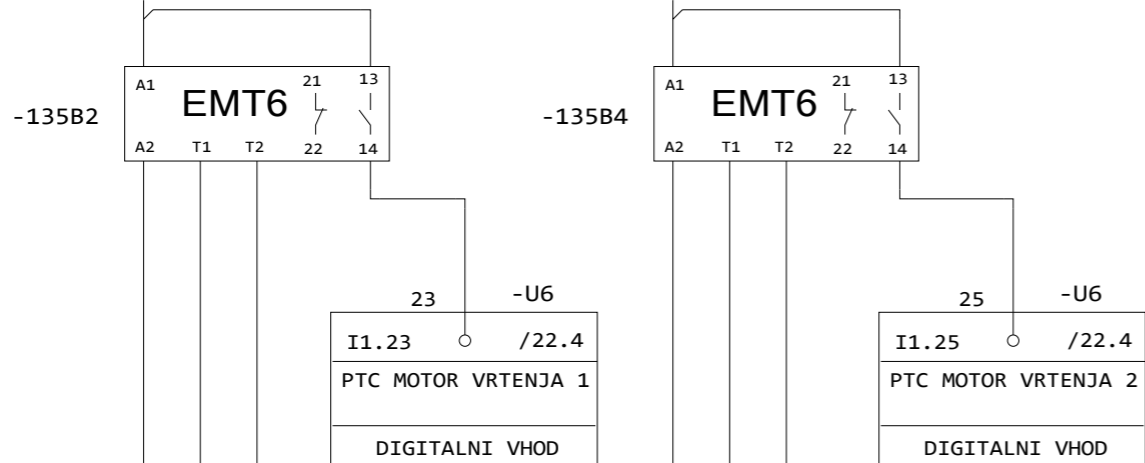 A1 EMT6 21 13
-135B2
A2 T1 T2 22 14
A1 EMT6 21 13
-135B4
A2 T1 T2 22 14
23 -U6
I1.23 /22.4
PTC MOTOR VRTENJA 1
DIGITALNI VHOD
25 -U6
I1.25 /22.4
PTC MOTOR VRTENJA 2
DIGITALNI VHOD